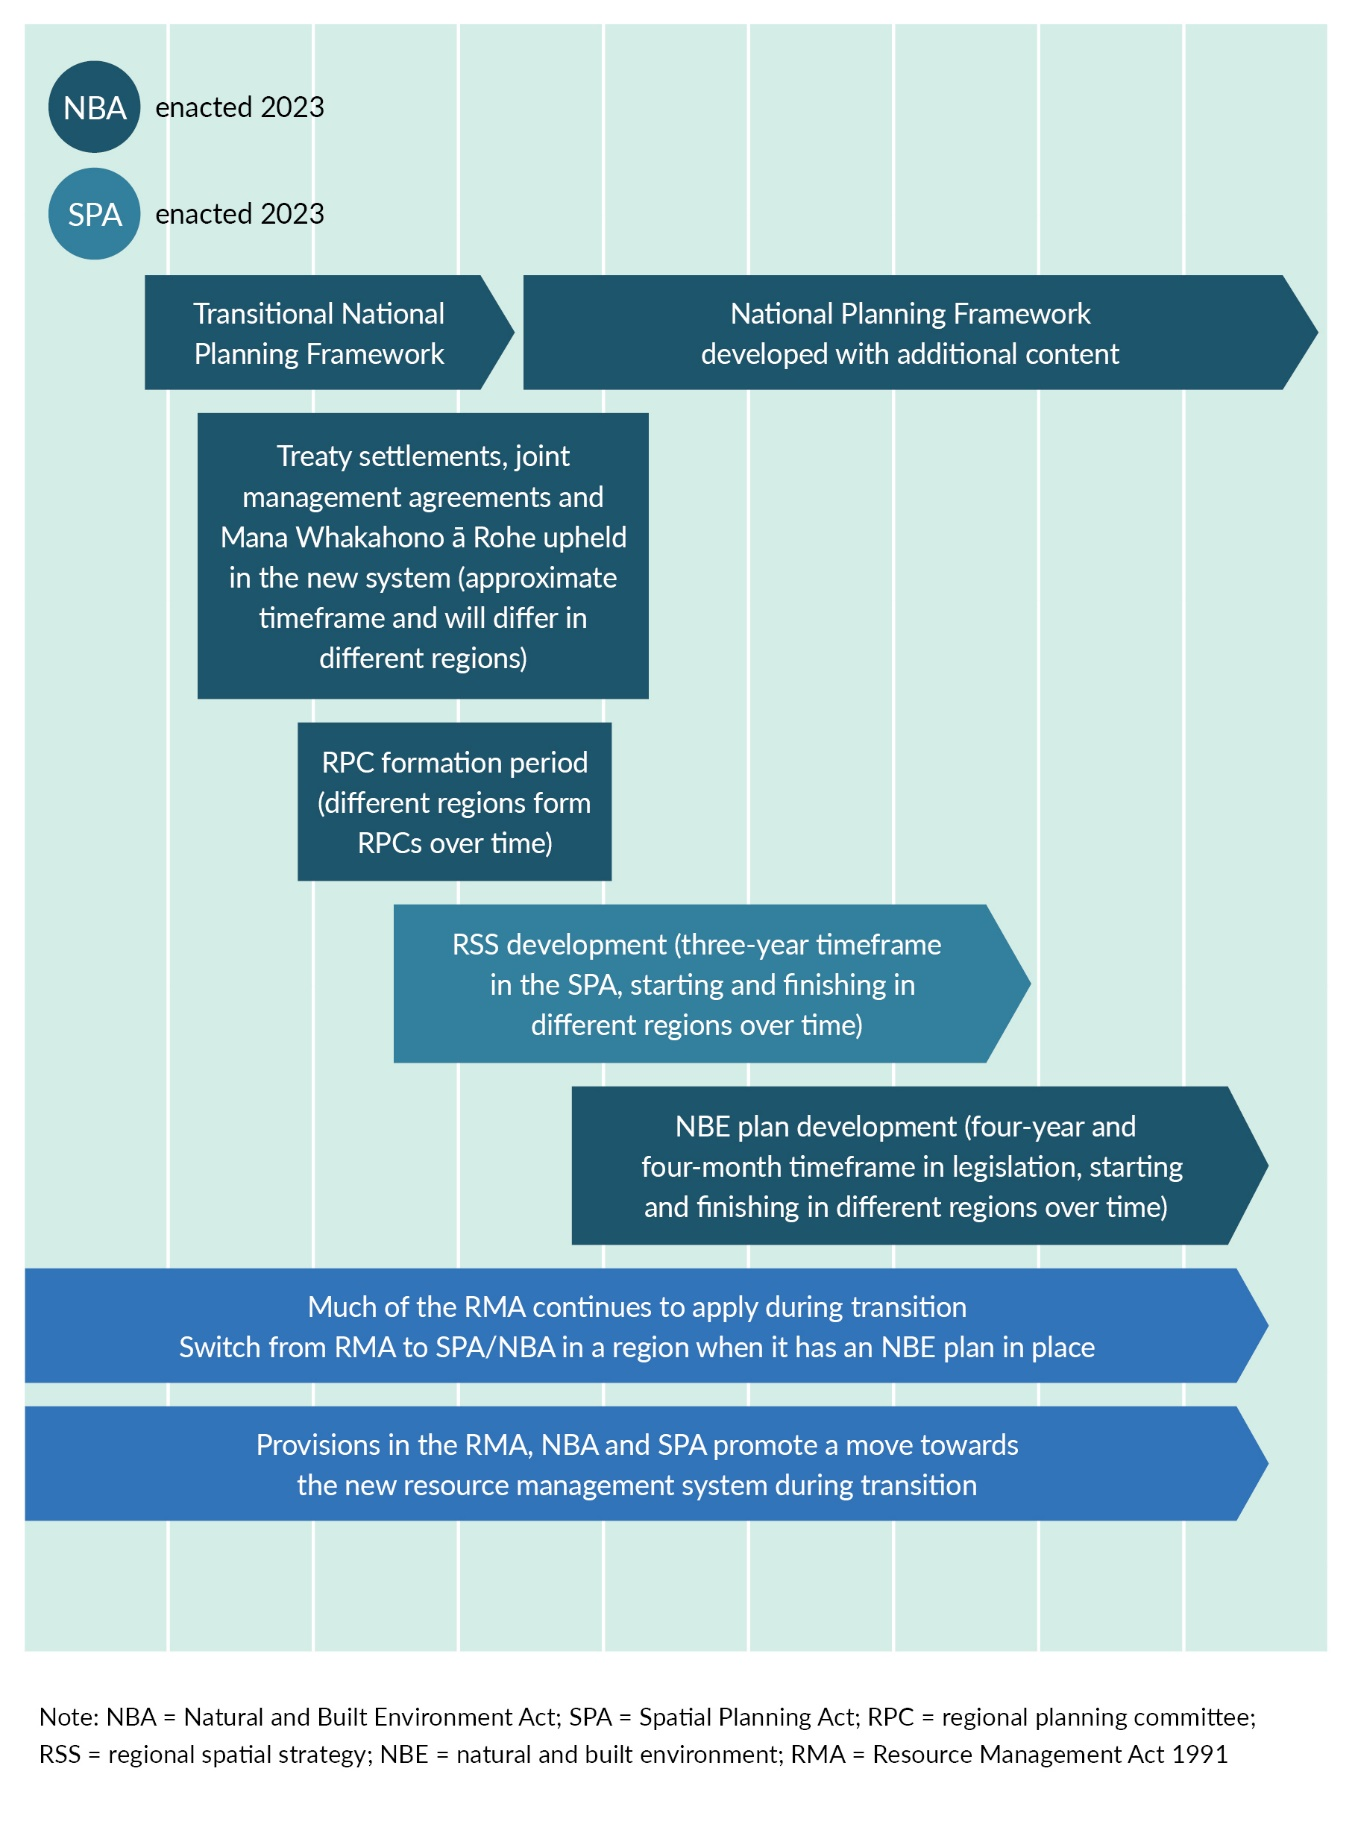 NBA enacted 2023
SPA enacted 2023
Transitional National
Planning Framework
National Planning Framework
developed with additional content
Treaty settlements, joint
management agreements and
Mana Whakahono ā Rohe upheld
in the new system (approximate
timeframe and will differ in
different regions)
RPC formation period
(different regions form
RPCs over time)
RSS development (three-year timeframe
in the SPA, starting and finishing in
different regions over time)
NBE plan development (four-year and
four-month timeframe in legislation, starting
and finishing in different regions over time)
Much of the RMA continues to apply during transition
Switch from RMA to SPA/NBA in a region when it has an NBE plan in place
Provisions in the RMA, NBA and SPA promote a move towards
the new resource management system during transition
Note: NBA = Natural and Built Environment Act; SPA = Spatial Planning Act; RPC = regional planning committee;
RSS = regional spatial strategy; NBE = natural and built environment; RMA = Resource Management Act 1991